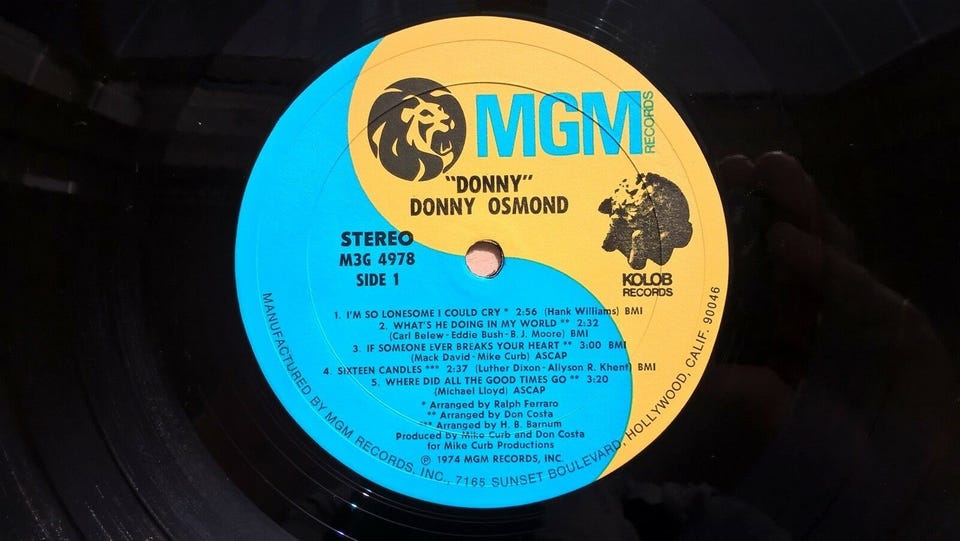 MGM RECORDS
"DONNY"
DONNY OSMOND
STEREO
M3G 4978
SIDE 1
KOLOB
RECORDS
1. I'M SO LONESOME I COULD CRY * 2:56 (Hank Williams) BMI
2. WHAT'S HE DOING IN MY WORLD ** 2:32
(Carl Belew - Eddie Bush - B. J. Moore) BMI
3. IF SOMEONE EVER BREAKS YOUR HEART ** 3:00 BMI
(Mack David - Mike Curb) ASCAP
4. SIXTEEN CANDLES *** 2:37 (Luther Dixon - Allyson R. Khent) BMI
5. WHERE DID ALL THE GOOD TIMES GO ** 3:20
(Michael Lloyd) ASCAP
* Arranged by Ralph Ferraro
** Arranged by Don Costa
*** Arranged by H. B. Barnum
Produced by Mike Curb and Don Costa
for Mike Curb Productions
℗ 1974 MGM RECORDS, INC.
MANUFACTURED BY MGM RECORDS, INC., 7165 SUNSET BOULEVARD, HOLLYWOOD, CALIF. 90046